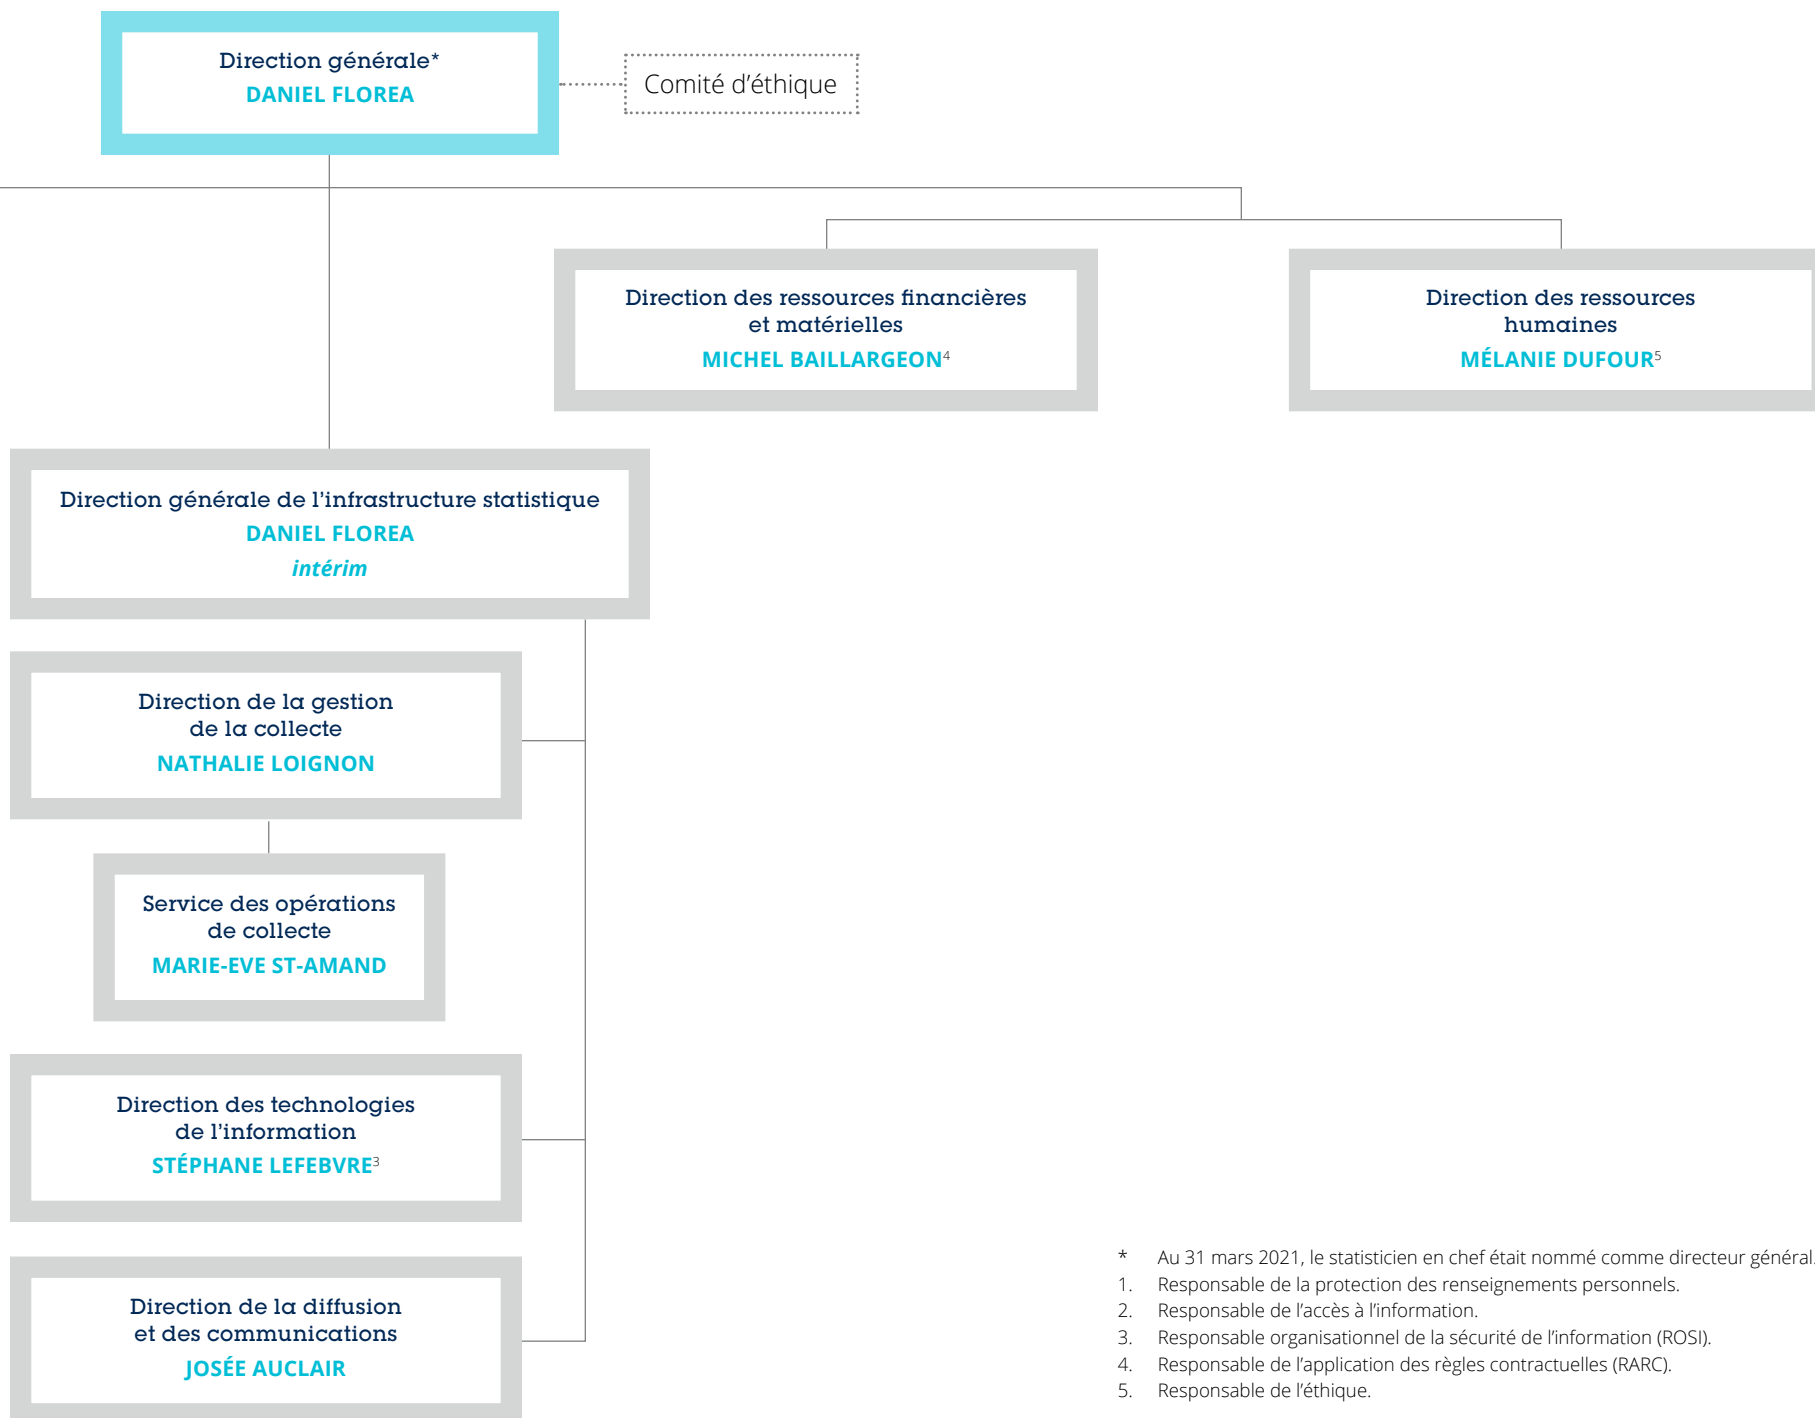 Direction générale*
DANIEL FLOREA
Comité d’éthique
Direction des ressources financières
et matérielles
MICHEL BAILLARGEON4
Direction des ressources
humaines
MÉLANIE DUFOUR5
Direction générale de l’infrastructure statistique
DANIEL FLOREA
intérim
Direction de la gestion
de la collecte
NATHALIE LOIGNON
Service des opérations
de collecte
MARIE-EVE ST-AMAND
Direction des technologies
de l’information
STÉPHANE LEFEBVRE3
Direction de la diffusion
et des communications
JOSÉE AUCLAIR
* Au 31 mars 2021, le statisticien en chef était nommé comme directeur général.
1. Responsable de la protection des renseignements personnels.
2. Responsable de l’accès à l’information.
3. Responsable organisationnel de la sécurité de l’information (ROSI).
4. Responsable de l’application des règles contractuelles (RARC).
5. Responsable de l’éthique.